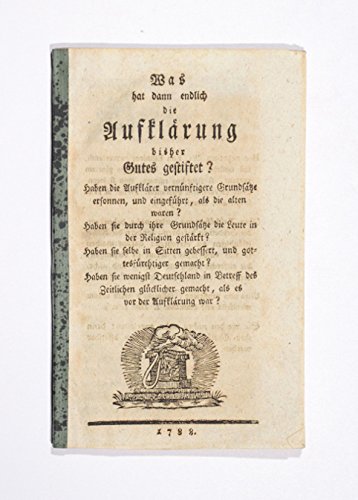 Was
hat dann endlich
die
Aufklärung
bisher
Gutes gestiftet?
Haben die Aufklärer vernünftigere Grundsätze
ersonnen, und eingeführt, als die alten
waren?
Haben sie durch ihre Grundsätze die Leute in
der Religion gestärkt?
Haben sie selbe in Sitten gebessert, und got-
tesfürchtiger gemacht?
Haben sie wenigst Deutschland in Betreff des
Zeitlichen glücklicher gemacht, als es
vor der Aufklärung war?
1788.